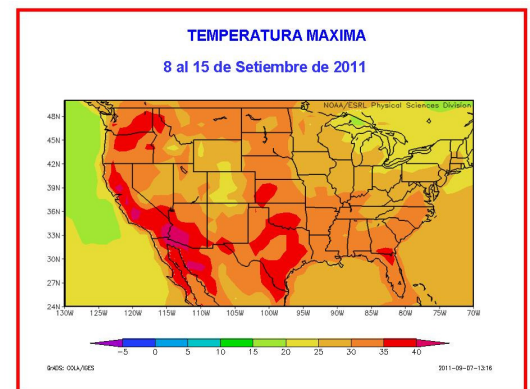 TEMPERATURA MAXIMA
8 al 15 de Setiembre de 2011
NOAA/ESRL Physical Sciences Division
48N
45N
42N
39N
36N
33N
30N
27N
24N
130W 125W 120W 115W 110W 105W 100W 95W 90W 85W 80W 75W 70W
-5 0 5 10 15 20 25 30 35 40
GrADS: COLA/IGES 2011-09-07-13:16